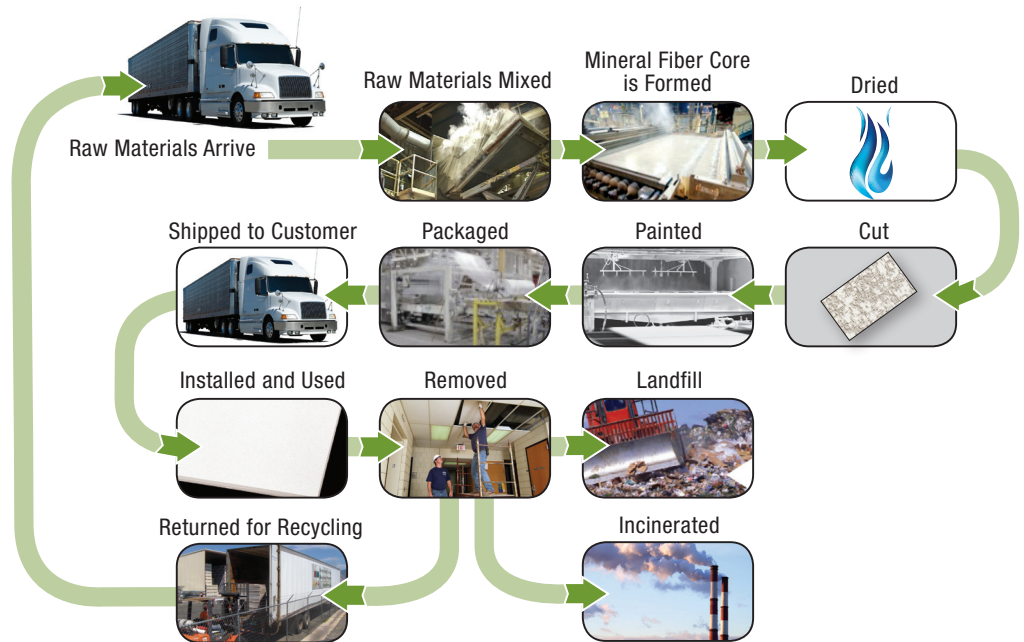 Raw Materials Arrive
Raw Materials Mixed
Mineral Fiber Core
is Formed
Dried
Cut
Painted
Packaged
Shipped to Customer
Installed and Used
Removed
Landfill
Incinerated
Returned for Recycling